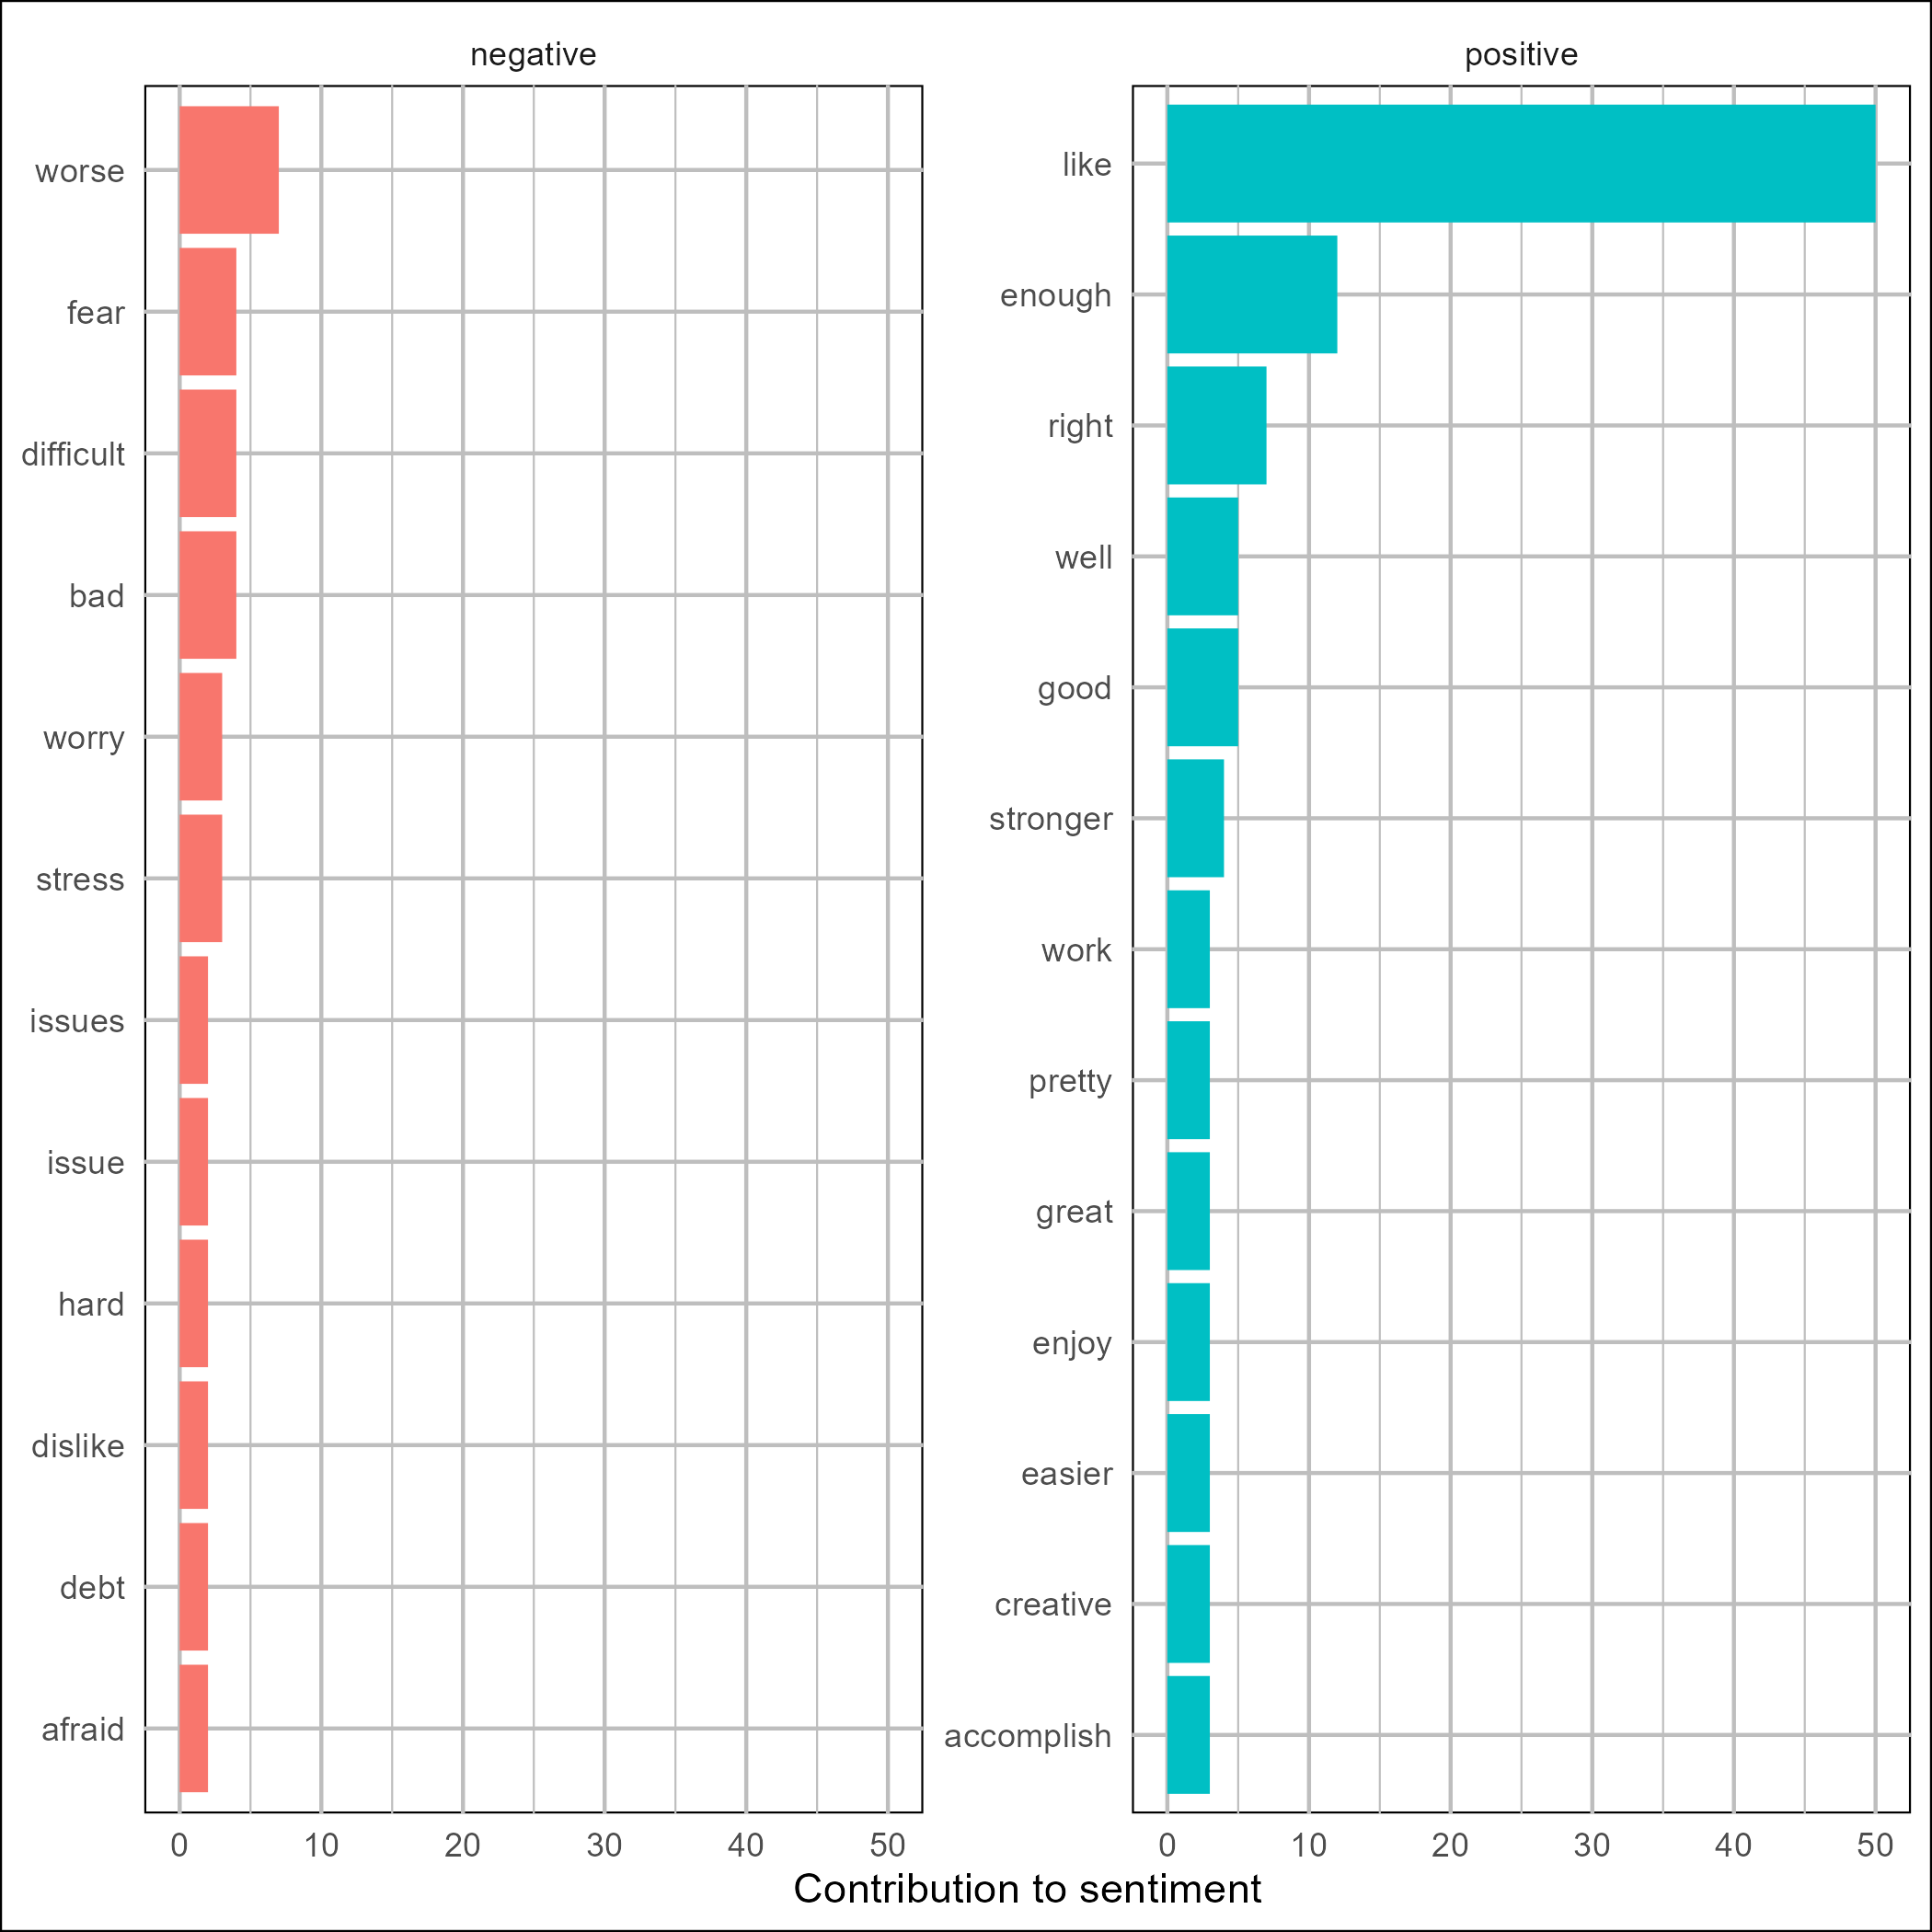 negative
worse
fear
difficult
bad
worry
stress
issues
issue
hard
dislike
debt
afraid
0 10 20 30 40 50
positive
like
enough
right
well
good
stronger
work
pretty
great
enjoy
easier
creative
accomplish
0 10 20 30 40 50
Contribution to sentiment